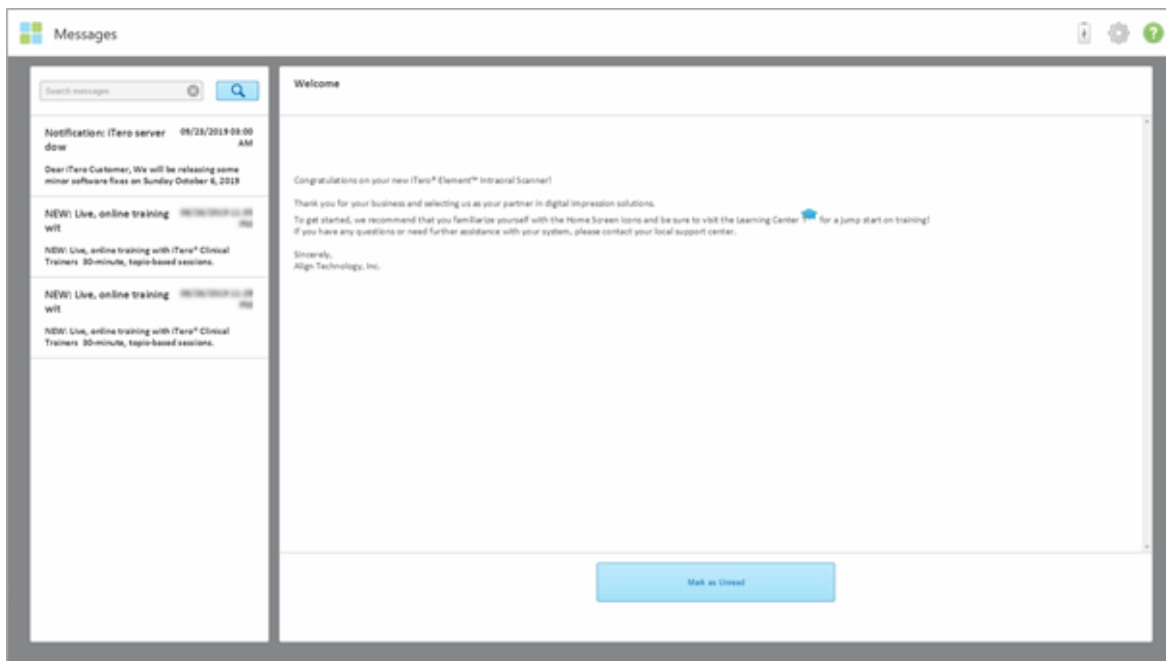 Messages
Search messages
Notification: iTero server 09/23/2019 03:00
dow AM
Dear iTero Customer, We will be releasing some
minor software fixes on Sunday October 6, 2019
NEW: Live, online training
wit
NEW: Live, online training with iTero® Clinical
Trainers 30-minute, topic-based sessions.
NEW: Live, online training
wit
NEW: Live, online training with iTero® Clinical
Trainers 30-minute, topic-based sessions.
Welcome
Congratulations on your new iTero® Element™ Intraoral Scanner!
Thank you for your business and selecting us as your partner in digital impression solutions.
To get started, we recommend that you familiarize yourself with the Home Screen icons and be sure to visit the Learning Center for a jump start on training!
If you have any questions or need further assistance with your system, please contact your local support center.
Sincerely,
Align Technology, Inc.
Mark as Unread